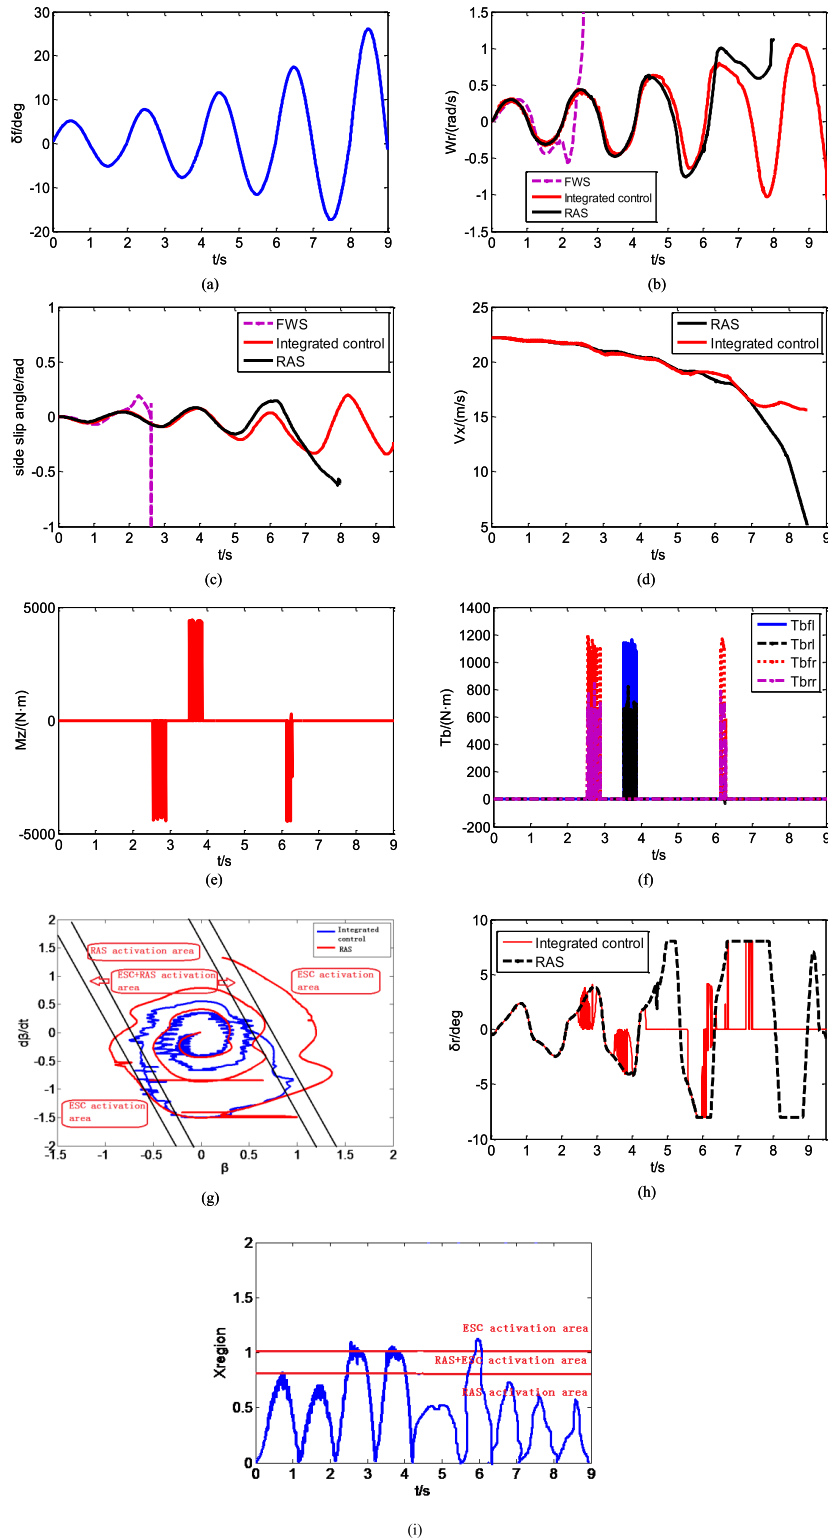 30
20
10
0
-10
-20
δf/deg
0 1 2 3 4 5 6 7 8 9
t/s
(a)
1.5
1
0.5
0
-0.5
-1
-1.5
Wr/(rad/s)
FWS
Integrated control
RAS
0 1 2 3 4 5 6 7 8 9
t/s
(b)
1
0.5
0
-0.5
-1
side slip angle/rad
FWS
Integrated control
RAS
0 1 2 3 4 5 6 7 8 9
t/s
(c)
25
20
15
10
5
Vx/(m/s)
RAS
Integrated control
0 1 2 3 4 5 6 7 8 9
t/s
(d)
5000
0
-5000
Mz/(N·m)
0 1 2 3 4 5 6 7 8 9
t/s
(e)
1400
1200
1000
800
600
400
200
0
-200
Tb/(N·m)
Tbfl
Tbrl
Tbfr
Tbrr
0 1 2 3 4 5 6 7 8 9
t/s
(f)
2
1.5
1
0.5
0
-0.5
-1
-1.5
-2
dβ/dt
Integrated
control
RAS
RAS activation area
ESC+RAS activation
area
ESC activation
area
ESC activation
area
-1.5 -1 -0.5 0 0.5 1 1.5 2
β
(g)
10
5
0
-5
-10
δr/deg
Integrated control
RAS
0 1 2 3 4 5 6 7 8 9
t/s
(h)
2
1.5
1
0.5
0
Xregion
ESC activation area
RAS+ESC activation area
RAS activation area
0 1 2 3 4 5 6 7 8 9
t/s
(i)